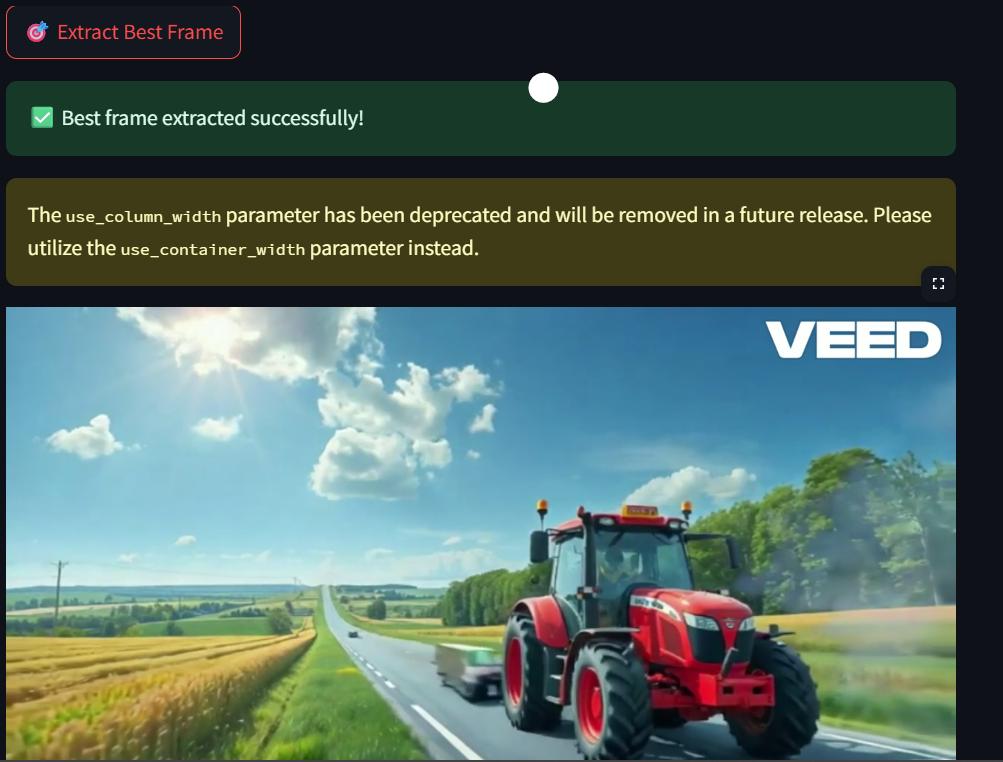 Extract Best Frame
Best frame extracted successfully!
The use_column_width parameter has been deprecated and will be removed in a future release. Please
utilize the use_container_width parameter instead.
VEED